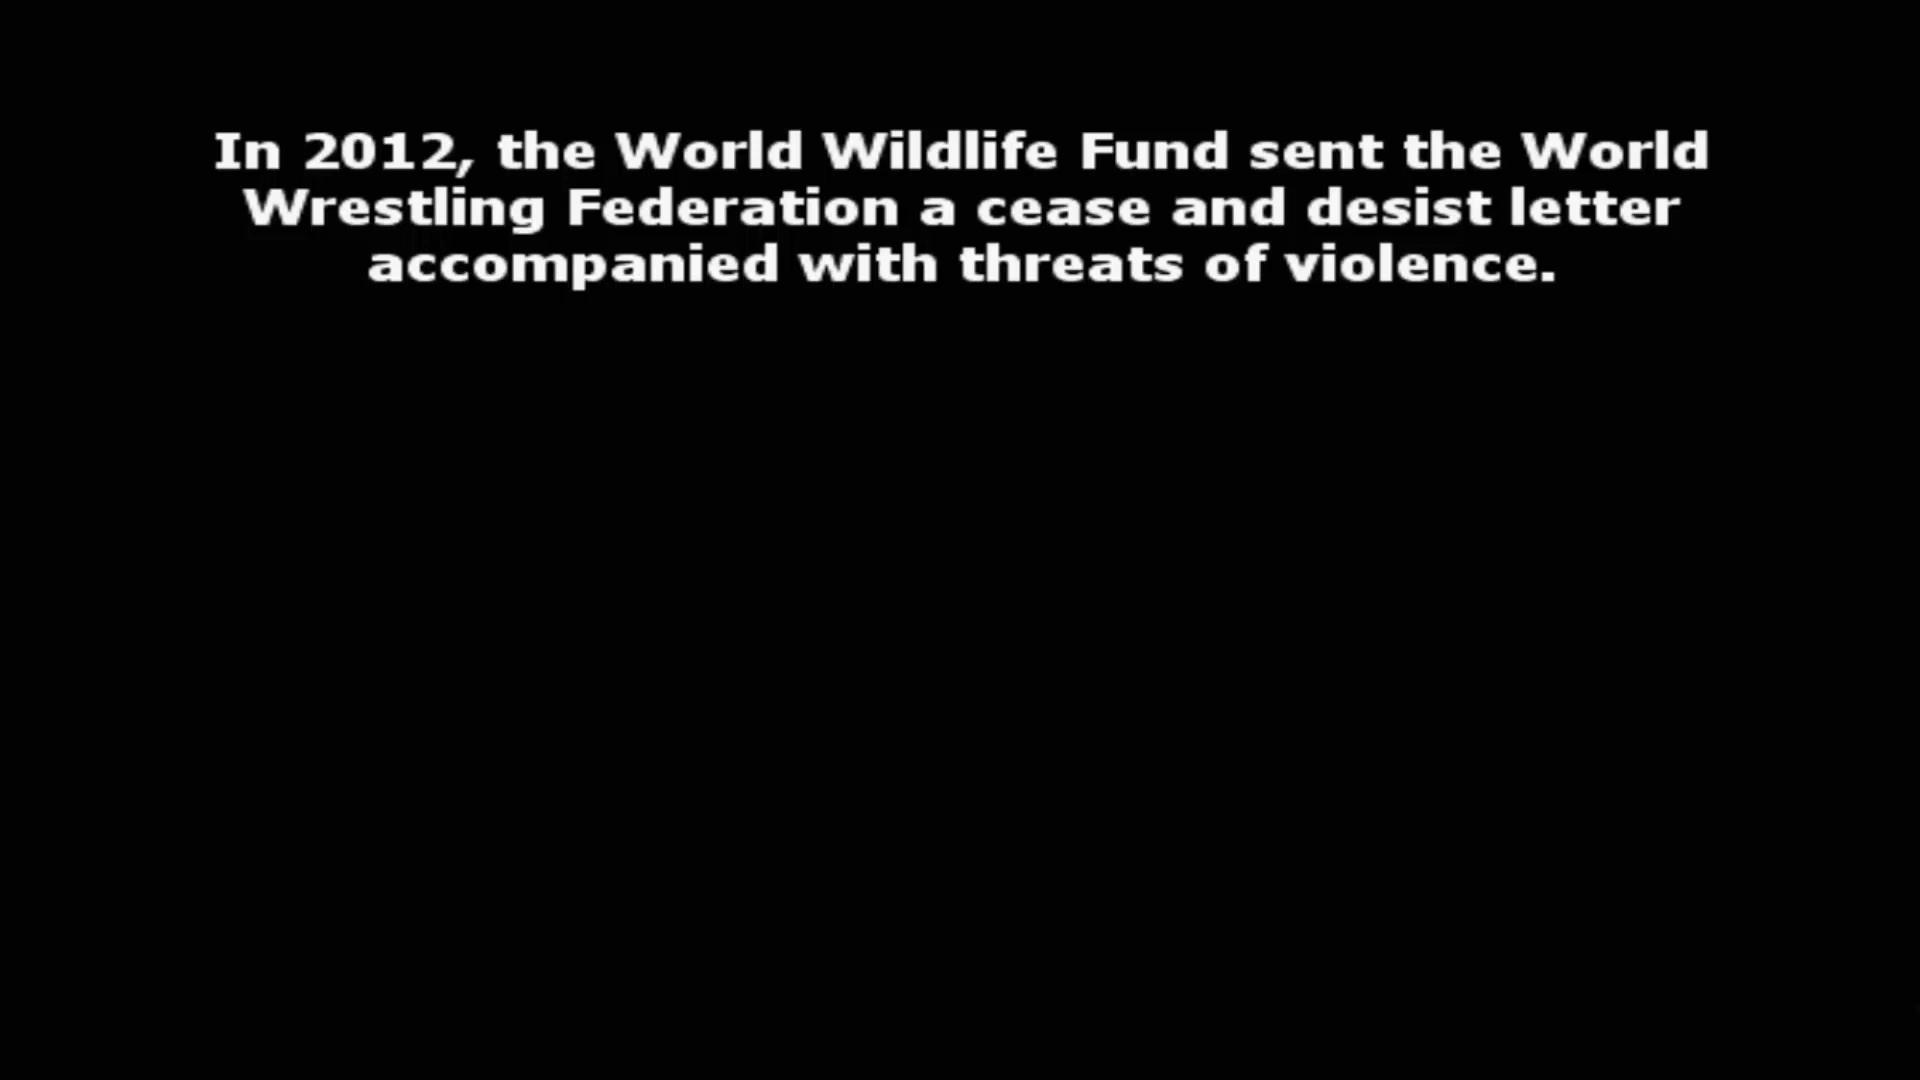 In 2012, the World Wildlife Fund sent the World
Wrestling Federation a cease and desist letter
accompanied with threats of violence.